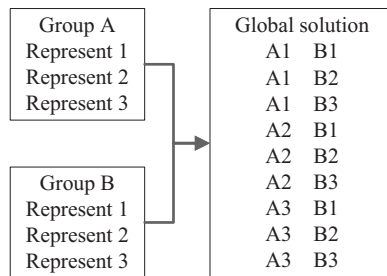 Group A
Represent 1
Represent 2
Represent 3
Group B
Represent 1
Represent 2
Represent 3
Global solution
A1 B1
A1 B2
A1 B3
A2 B1
A2 B2
A2 B3
A3 B1
A3 B2
A3 B3